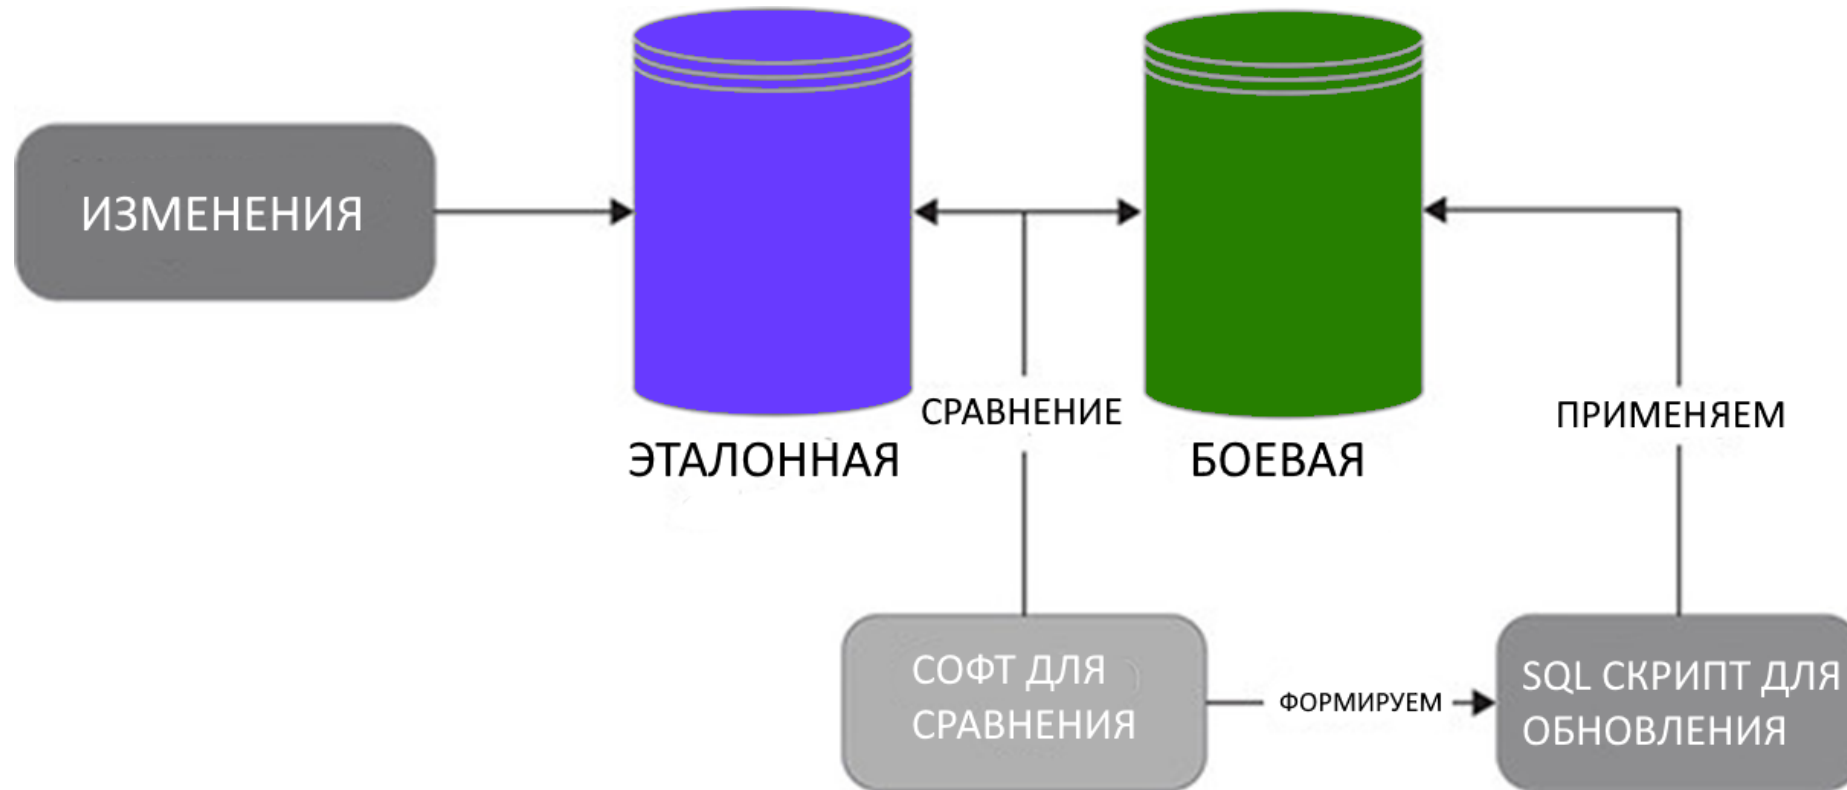 ИЗМЕНЕНИЯ
СРАВНЕНИЕ
ПРИМЕНЯЕМ
ЭТАЛОННАЯ
БОЕВАЯ
СОФТ ДЛЯ
СРАВНЕНИЯ
ФОРМИРУЕМ
SQL СКРИПТ ДЛЯ
ОБНОВЛЕНИЯ